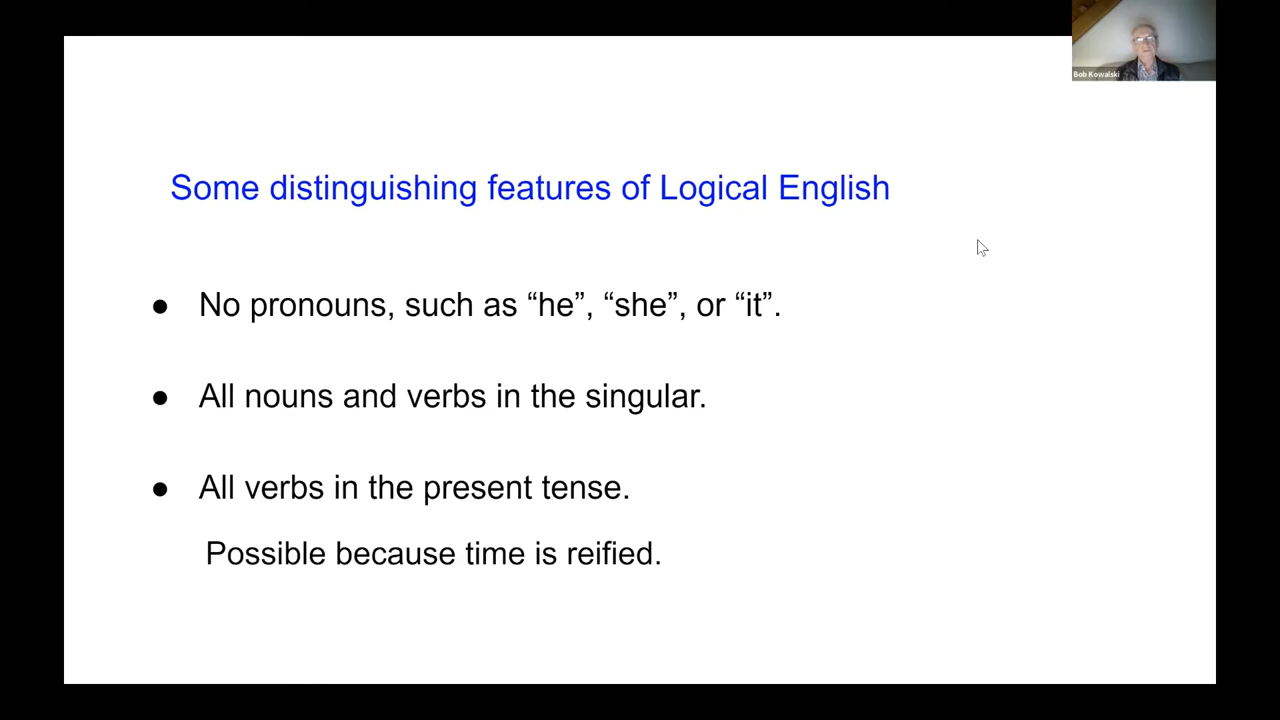 Bob Kowalski
Some distinguishing features of Logical English
● No pronouns, such as “he”, “she”, or “it”.
● All nouns and verbs in the singular.
● All verbs in the present tense.
Possible because time is reified.